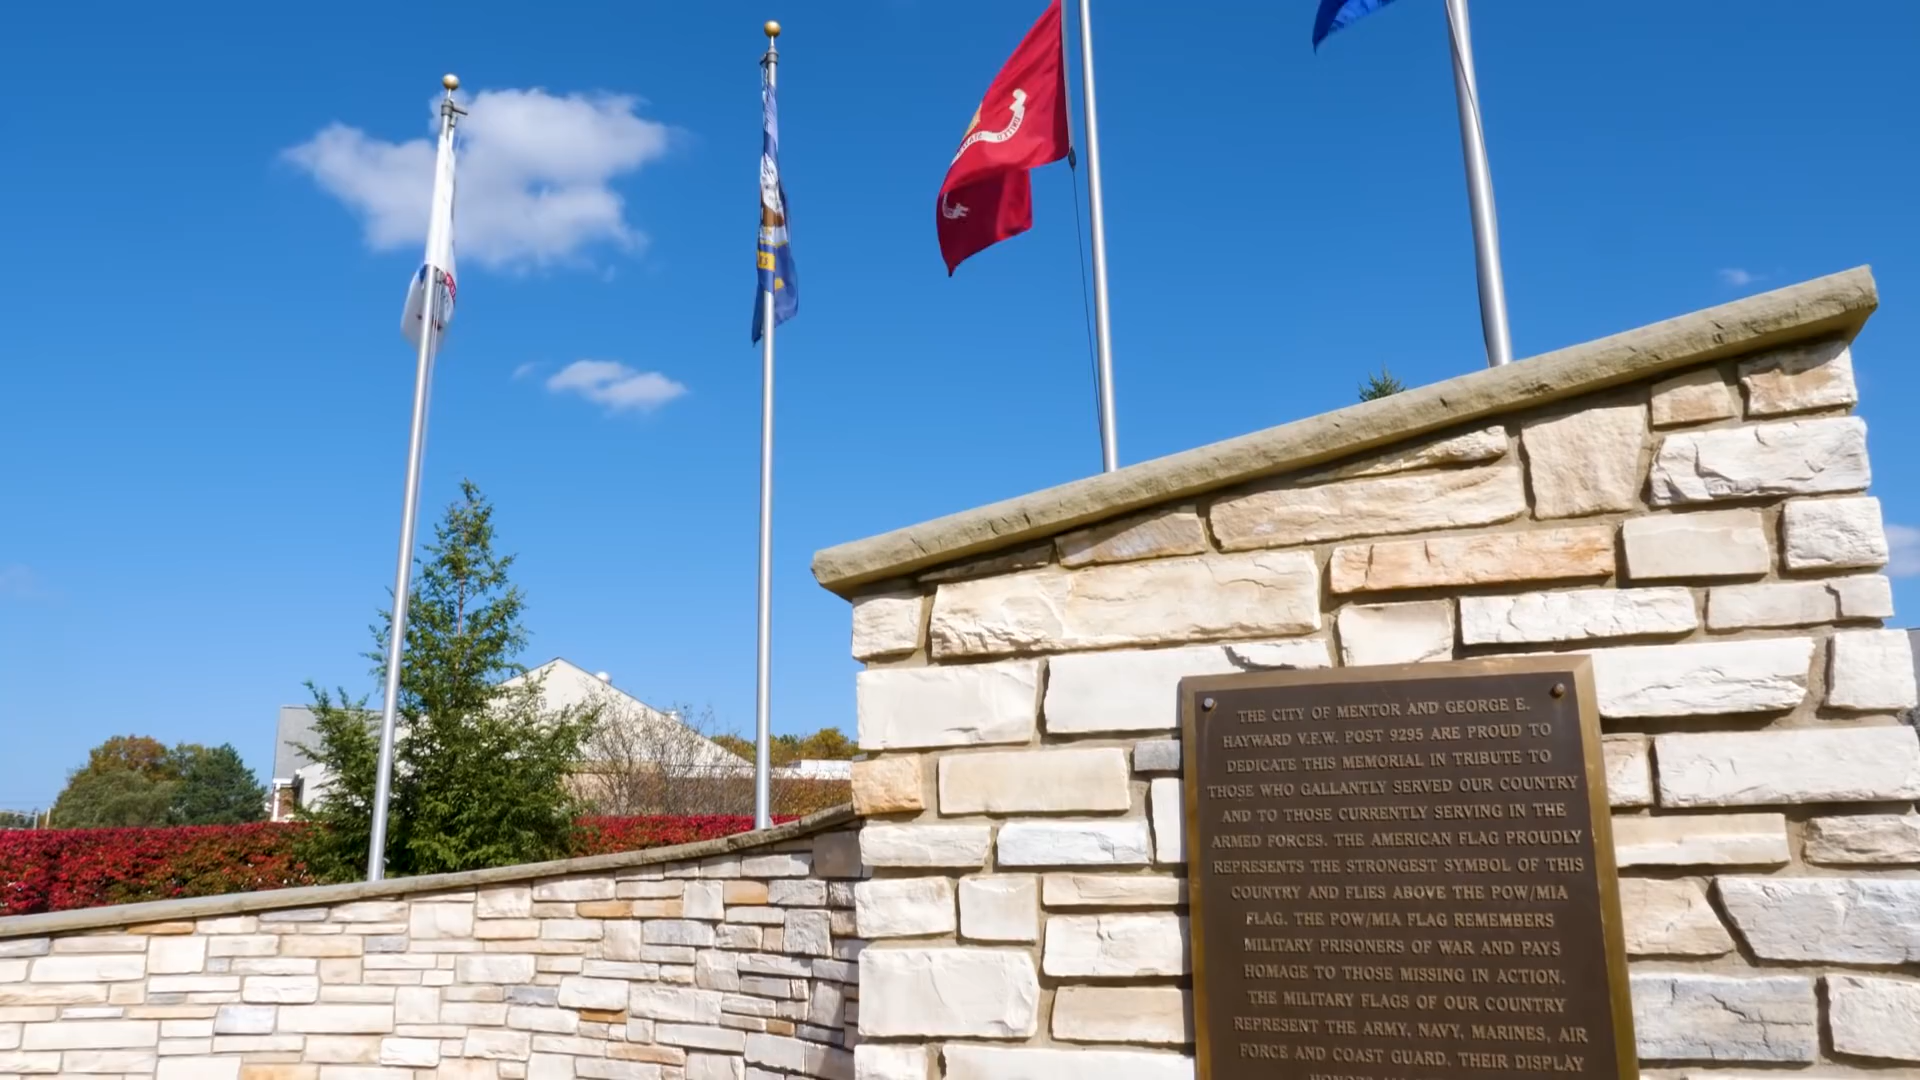 THE CITY OF MENTOR AND GEORGE E.
HAYWARD V.F.W. POST 9295 ARE PROUD TO
DEDICATE THIS MEMORIAL IN TRIBUTE TO
THOSE WHO GALLANTLY SERVED OUR COUNTRY
AND TO THOSE CURRENTLY SERVING IN THE
ARMED FORCES. THE AMERICAN FLAG PROUDLY
REPRESENTS THE STRONGEST SYMBOL OF THIS
COUNTRY AND FLIES ABOVE THE POW/MIA
FLAG. THE POW/MIA FLAG REMEMBERS
MILITARY PRISONERS OF WAR AND PAYS
HOMAGE TO THOSE MISSING IN ACTION.
THE MILITARY FLAGS OF OUR COUNTRY
REPRESENT THE ARMY, NAVY, MARINES, AIR
FORCE AND COAST GUARD. THEIR DISPLAY